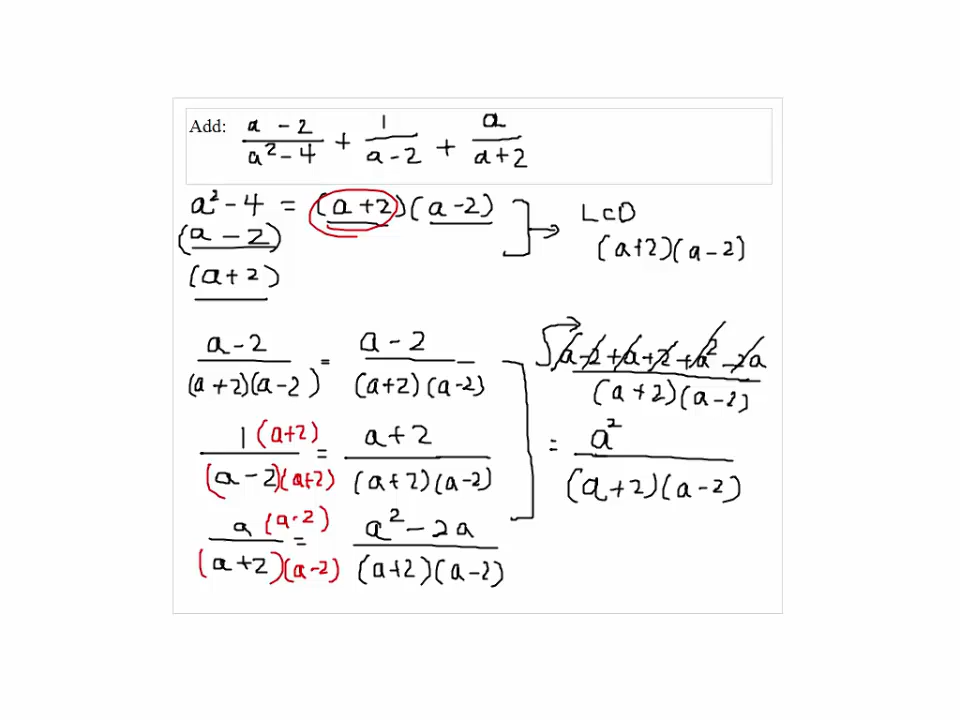 Add: (a - 2)/(a² - 4) + 1/(a - 2) + a/(a + 2)
a² - 4 = (a + 2)(a - 2)
LCD
(a - 2)
(a + 2)(a - 2)
(a + 2)
(a - 2)/((a + 2)(a - 2)) = (a - 2)/((a + 2)(a - 2))
(a - 2 + a + 2 + a² - 2a)/((a + 2)(a - 2))
1(a + 2)/((a - 2)(a + 2)) = (a + 2)/((a + 2)(a - 2))
= a²/((a + 2)(a - 2))
a(a - 2)/((a + 2)(a - 2)) = (a² - 2a)/((a + 2)(a - 2))